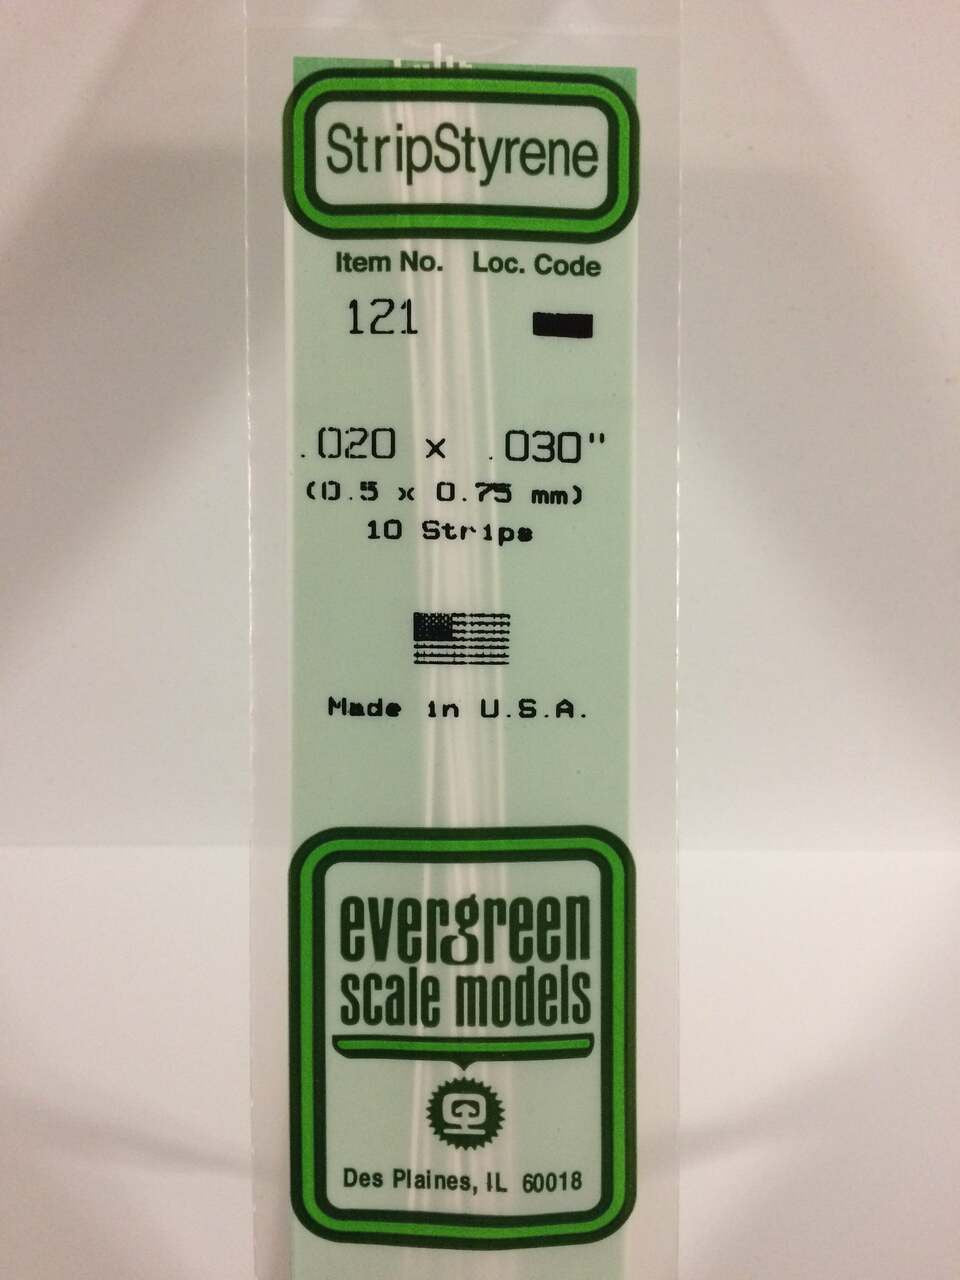 StripStyrene
Item No. Loc. Code
121
.020 x .030"
(0.5 x 0.75 mm)
10 Strips
Made in U.S.A.
evergreen
scale models
Des Plaines, IL 60018